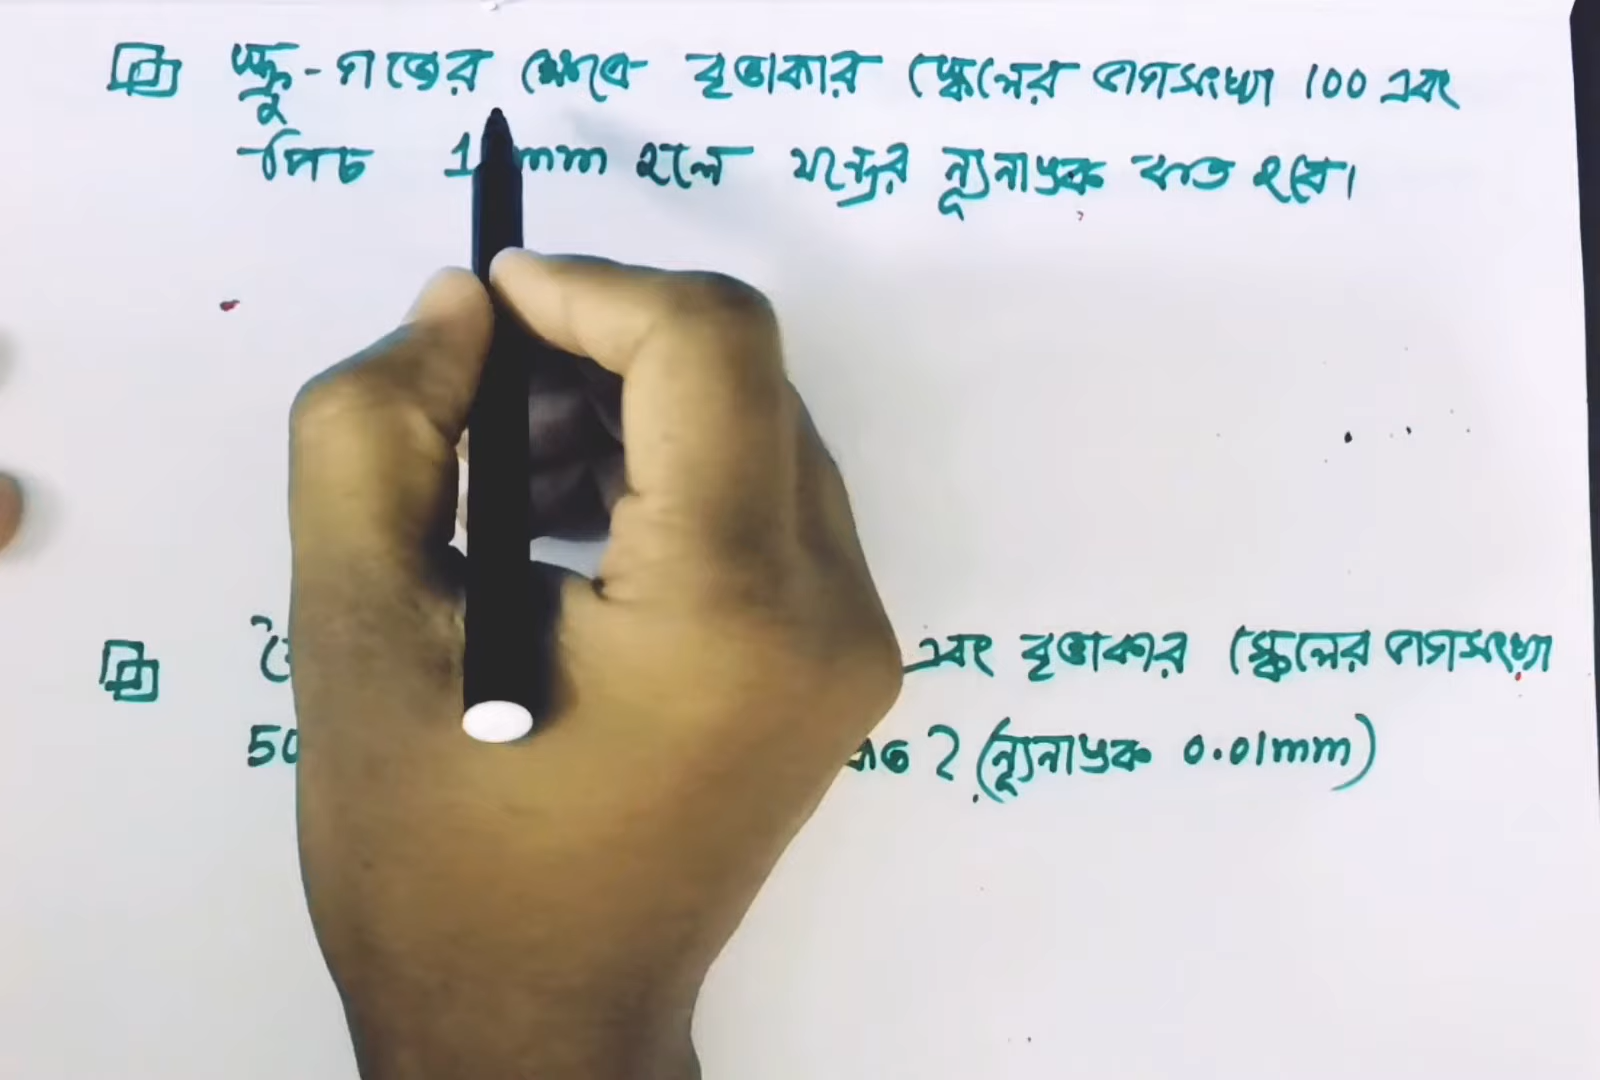 স্ক্রু-গজের ক্ষেত্রে বৃত্তাকার স্কেলের ভাগসংখ্যা 100 এবং
পিচ 1 mm হলে যন্ত্রের ন্যূনাঙ্ক কত হবে।
এবং বৃত্তাকার স্কেলের ভাগসংখ্যা
50 ? (ন্যূনাঙ্ক 0.01mm)